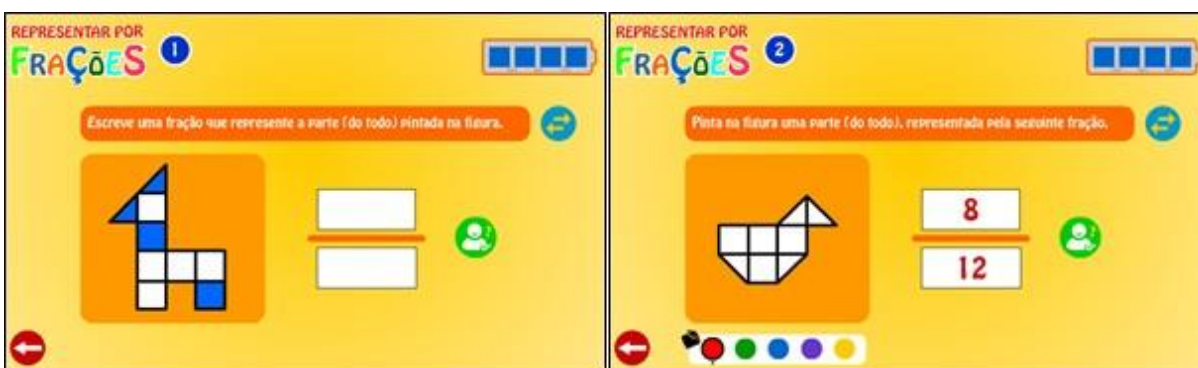 REPRESENTAR POR
FRAÇÕES 1
Escreve uma fração que represente a parte (do todo) pintada na figura.
REPRESENTAR POR
FRAÇÕES 2
Pinta na figura uma parte (do todo), representada pela seguinte fração.
8
12